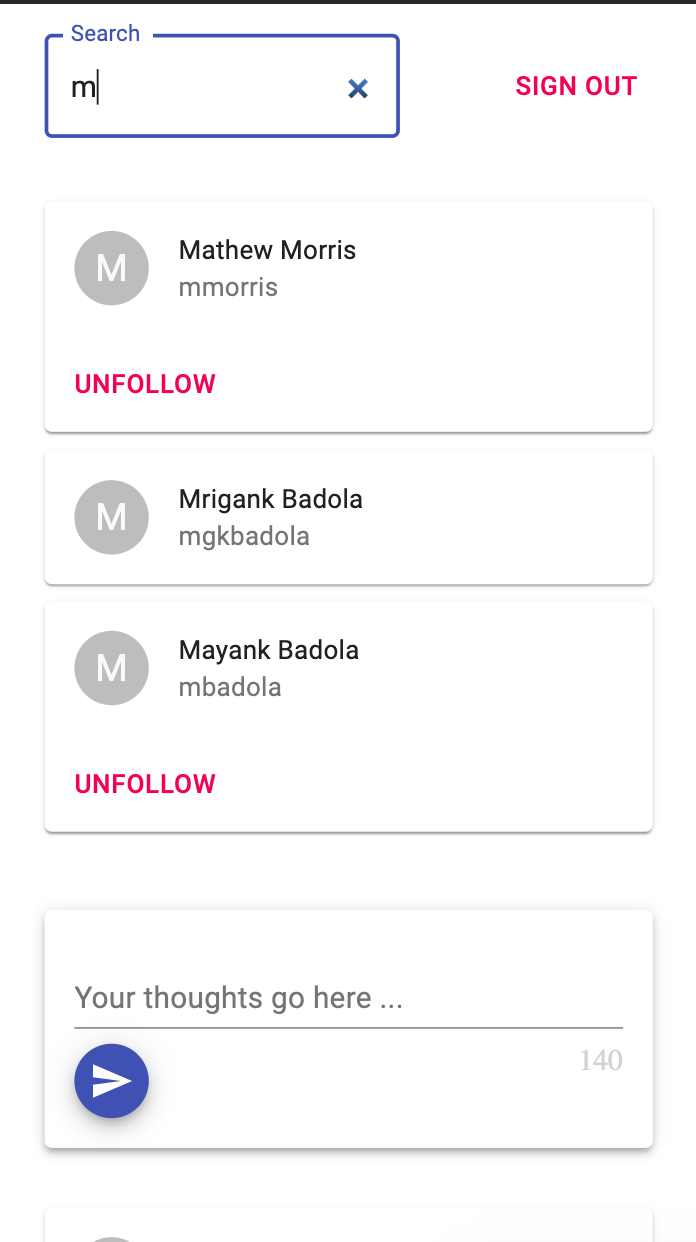 Search
m
SIGN OUT
M
Mathew Morris
mmorris
UNFOLLOW
M
Mrigank Badola
mgkbadola
M
Mayank Badola
mbadola
UNFOLLOW
Your thoughts go here ...
140